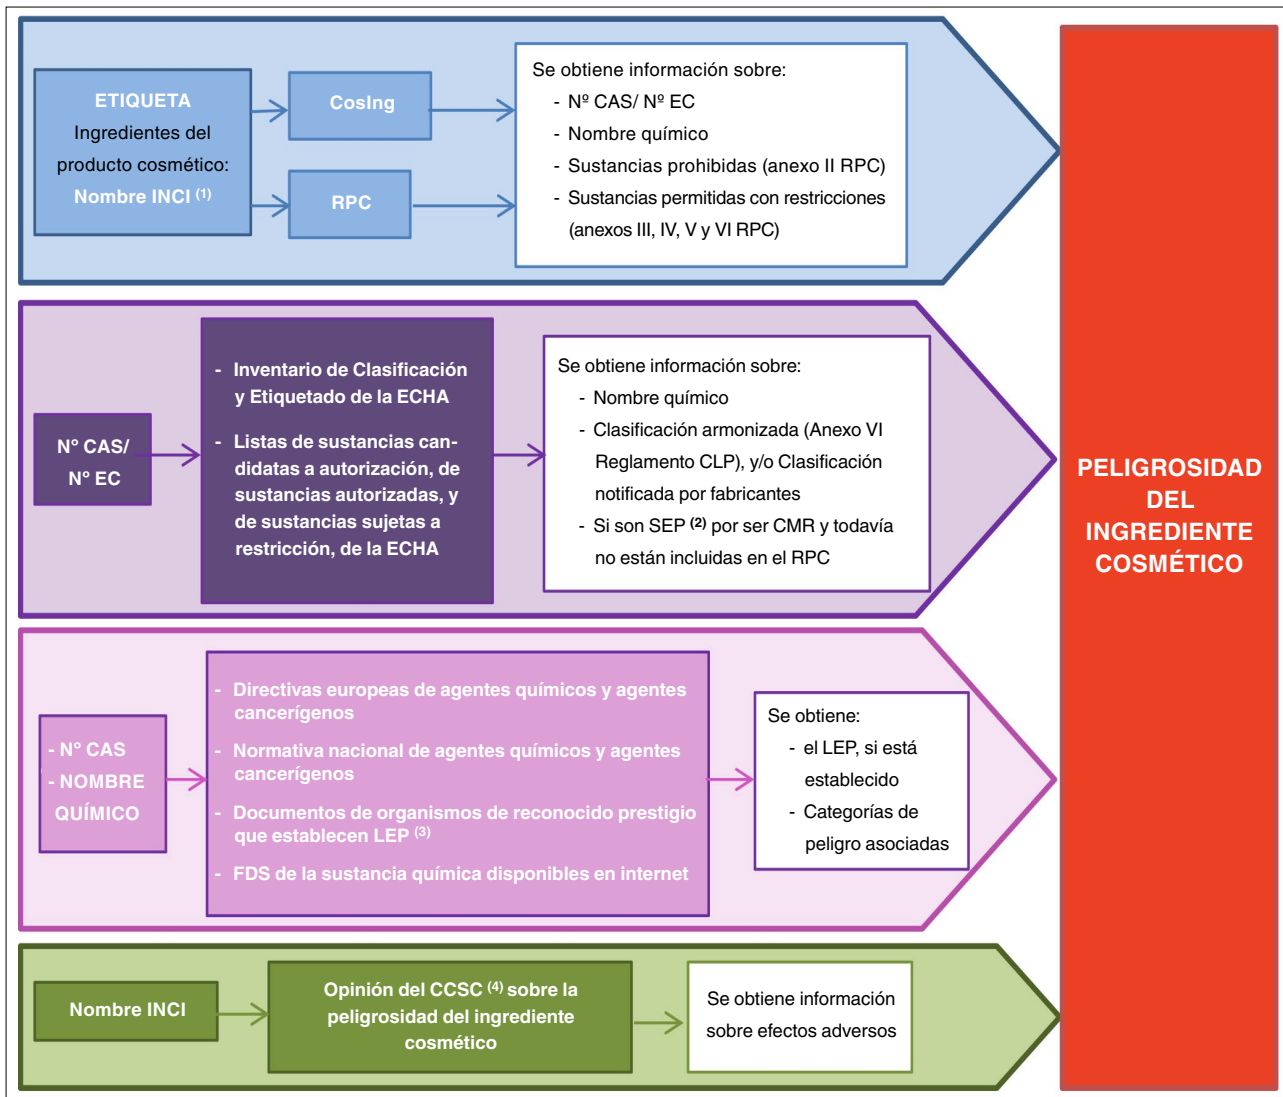 ETIQUETA
Ingredientes del
producto cosmético:
Nombre INCI (1)
CosIng
RPC
Se obtiene información sobre:
- Nº CAS/ Nº EC
- Nombre químico
- Sustancias prohibidas (anexo II RPC)
- Sustancias permitidas con restricciones
(anexos III, IV, V y VI RPC)
Nº CAS/
Nº EC
- Inventario de Clasificación
y Etiquetado de la ECHA
- Listas de sustancias can-
didatas a autorización, de
sustancias autorizadas, y
de sustancias sujetas a
restricción, de la ECHA
Se obtiene información sobre:
- Nombre químico
- Clasificación armonizada (Anexo VI
Reglamento CLP), y/o Clasificación
notificada por fabricantes
- Si son SEP (2) por ser CMR y todavía
no están incluidas en el RPC
- Nº CAS
- NOMBRE
QUÍMICO
- Directivas europeas de agentes químicos y agentes
cancerígenos
- Normativa nacional de agentes químicos y agentes
cancerígenos
- Documentos de organismos de reconocido prestigio
que establecen LEP (3)
- FDS de la sustancia química disponibles en internet
Se obtiene:
- el LEP, si está
establecido
- Categorías de
peligro asociadas
Nombre INCI
Opinión del CCSC (4) sobre la
peligrosidad del ingrediente
cosmético
Se obtiene información
sobre efectos adversos
PELIGROSIDAD
DEL
INGREDIENTE
COSMÉTICO